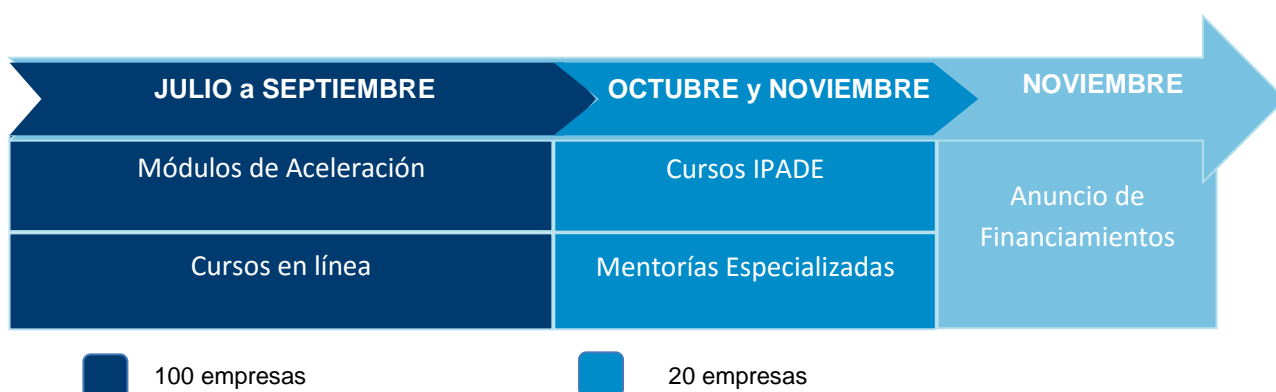 JULIO a SEPTIEMBRE
OCTUBRE y NOVIEMBRE
NOVIEMBRE
Módulos de Aceleración
Cursos IPADE
Anuncio de
Financiamientos
Cursos en línea
Mentorías Especializadas
100 empresas
20 empresas